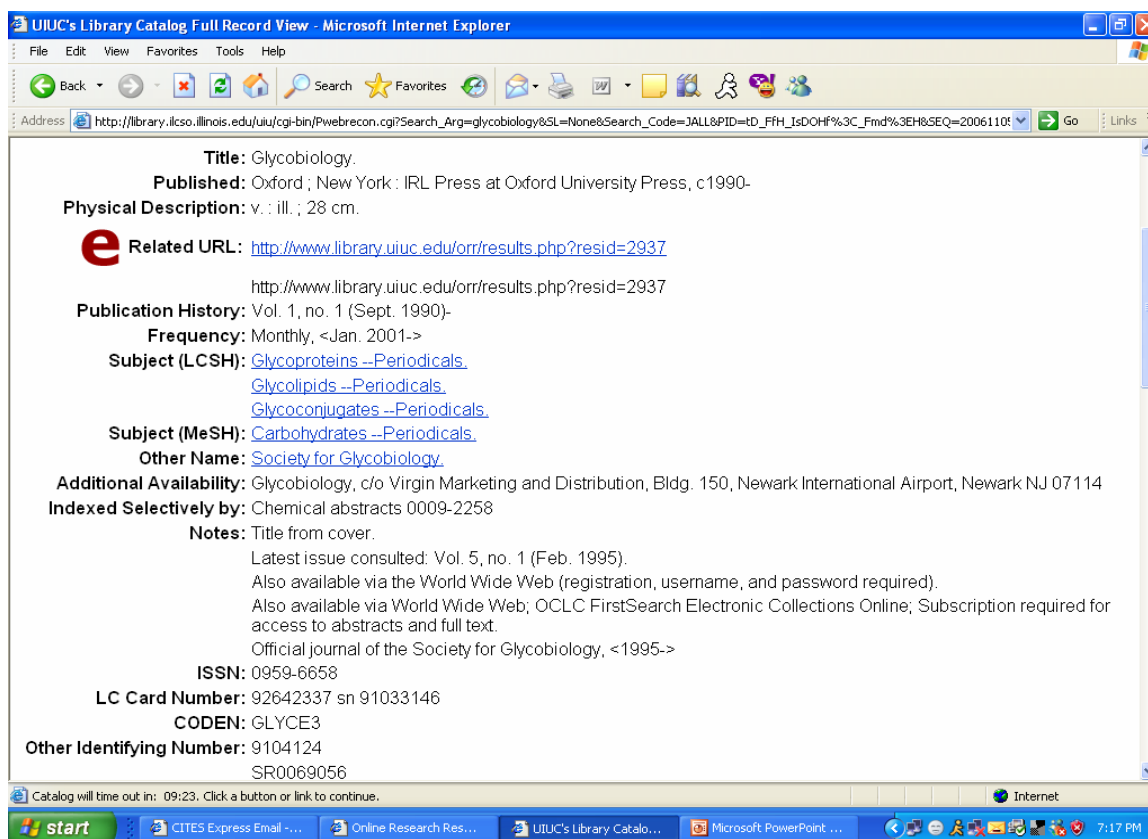 UIUC's Library Catalog Full Record View - Microsoft Internet Explorer
File Edit View Favorites Tools Help
Back Search Favorites
Address http://library.ilcso.illinois.edu/uiu/cgi-bin/Pwebrecon.cgi?Search_Arg=glycobiology&SL=None&Search_Code=JALL&PID=tD_FfH_IsDOHf%3C_Fmd%3EH&SEQ=20061105 Go Links
Title: Glycobiology.
Published: Oxford ; New York : IRL Press at Oxford University Press, c1990-
Physical Description: v. : ill. ; 28 cm.
e Related URL: http://www.library.uiuc.edu/orr/results.php?resid=2937
http://www.library.uiuc.edu/orr/results.php?resid=2937
Publication History: Vol. 1, no. 1 (Sept. 1990)-
Frequency: Monthly, <Jan. 2001->
Subject (LCSH): Glycoproteins --Periodicals.
Glycolipids --Periodicals.
Glycoconjugates --Periodicals.
Subject (MeSH): Carbohydrates --Periodicals.
Other Name: Society for Glycobiology.
Additional Availability: Glycobiology, c/o Virgin Marketing and Distribution, Bldg. 150, Newark International Airport, Newark NJ 07114
Indexed Selectively by: Chemical abstracts 0009-2258
Notes: Title from cover.
Latest issue consulted: Vol. 5, no. 1 (Feb. 1995).
Also available via the World Wide Web (registration, username, and password required).
Also available via World Wide Web; OCLC FirstSearch Electronic Collections Online; Subscription required for
access to abstracts and full text.
Official journal of the Society for Glycobiology, <1995->
ISSN: 0959-6658
LC Card Number: 92642337 sn 91033146
CODEN: GLYCE3
Other Identifying Number: 9104124
SR0069056
Catalog will time out in: 09:23. Click a button or link to continue. Internet
start CITES Express Email -... Online Research Res... UIUC's Library Catalo... Microsoft PowerPoint ... 7:17 PM